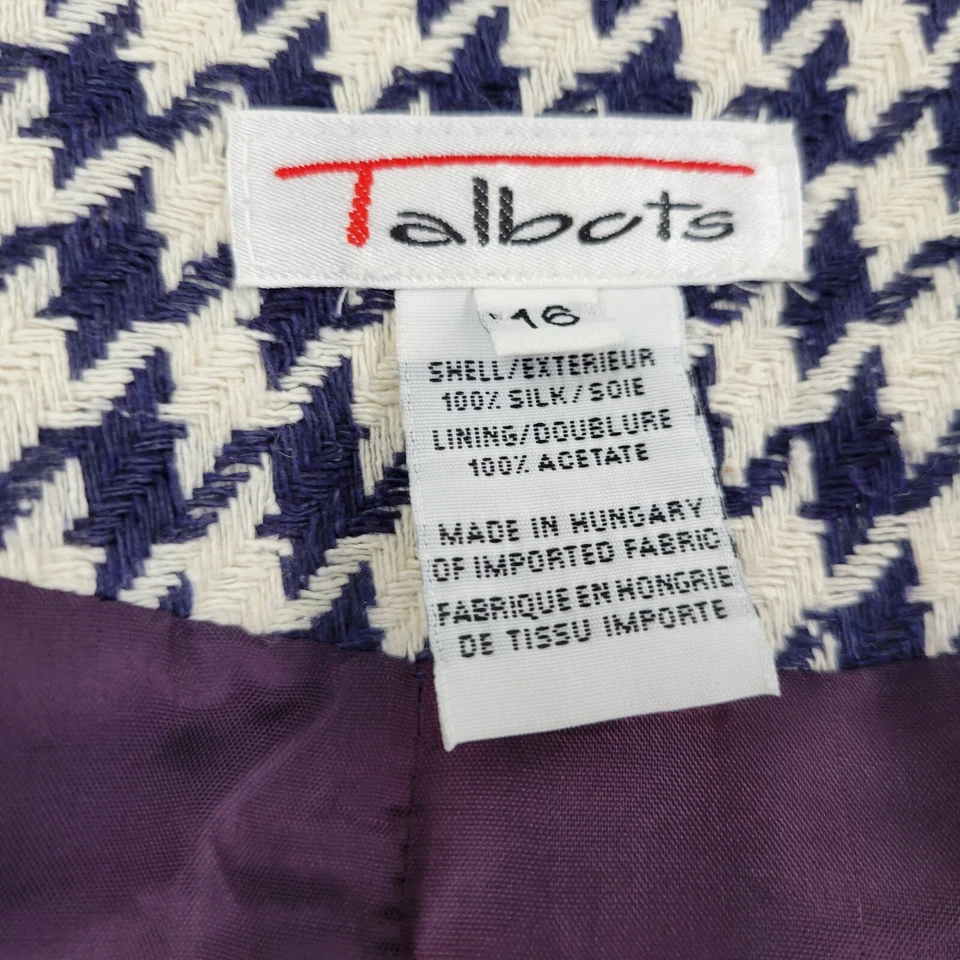 Talbots
16
SHELL/EXTERIEUR
100% SILK/SOIE
LINING/DOUBLURE
100% ACETATE
MADE IN HUNGARY
OF IMPORTED FABRIC
FABRIQUE EN HONGRIE
DE TISSU IMPORTE